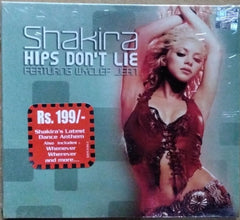 Shakira
HIPS DON'T LIE
FEATURING WYCLEF JEAN
Rs. 199/-
Shakira's Latest
Dance Anthem
Also includes :
Whenever
Wherever
and more...